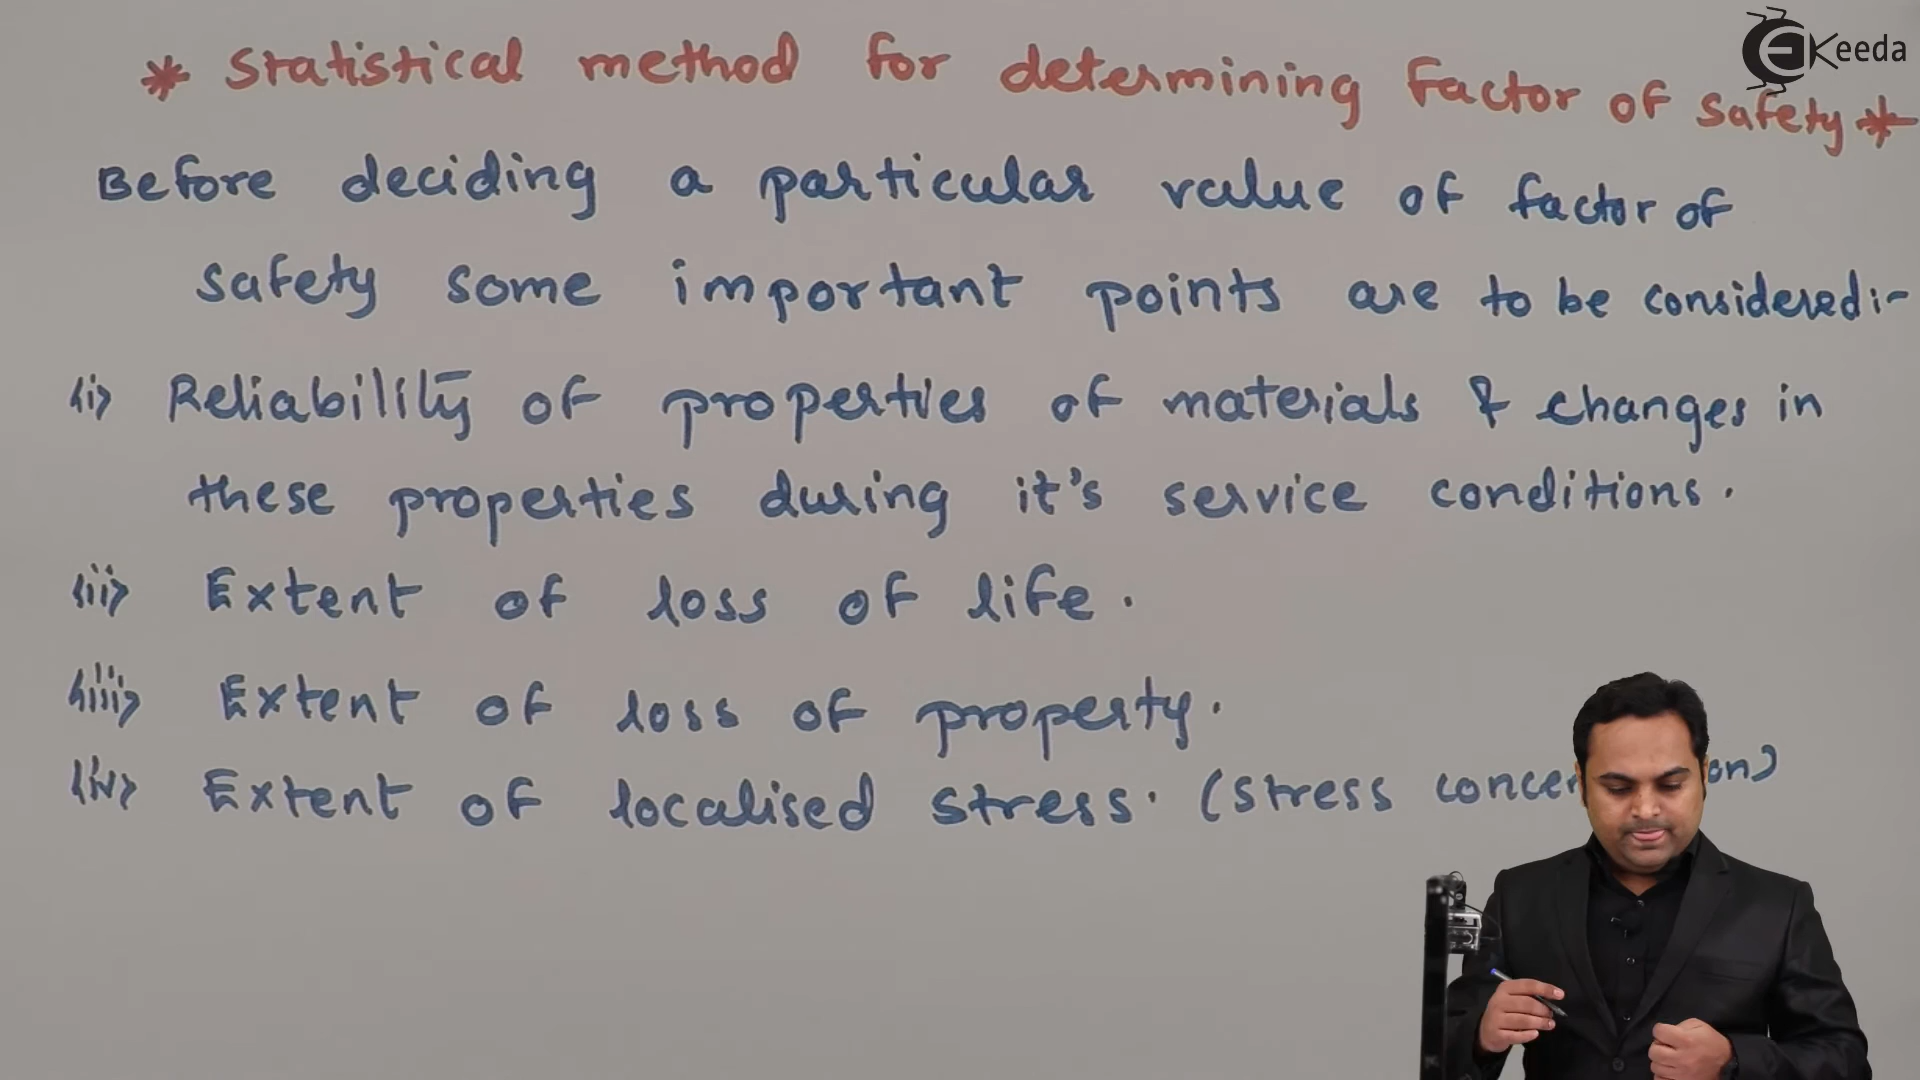 EKeeda
* Statistical method for determining Factor of Safety *
Before deciding a particular value of factor of
safety some important points are to be considered:-
(i) Reliability of properties of materials & changes in
these properties during it's service conditions.
(ii) Extent of loss of life.
(iii) Extent of loss of property.
(iv) Extent of localised stress. (Stress